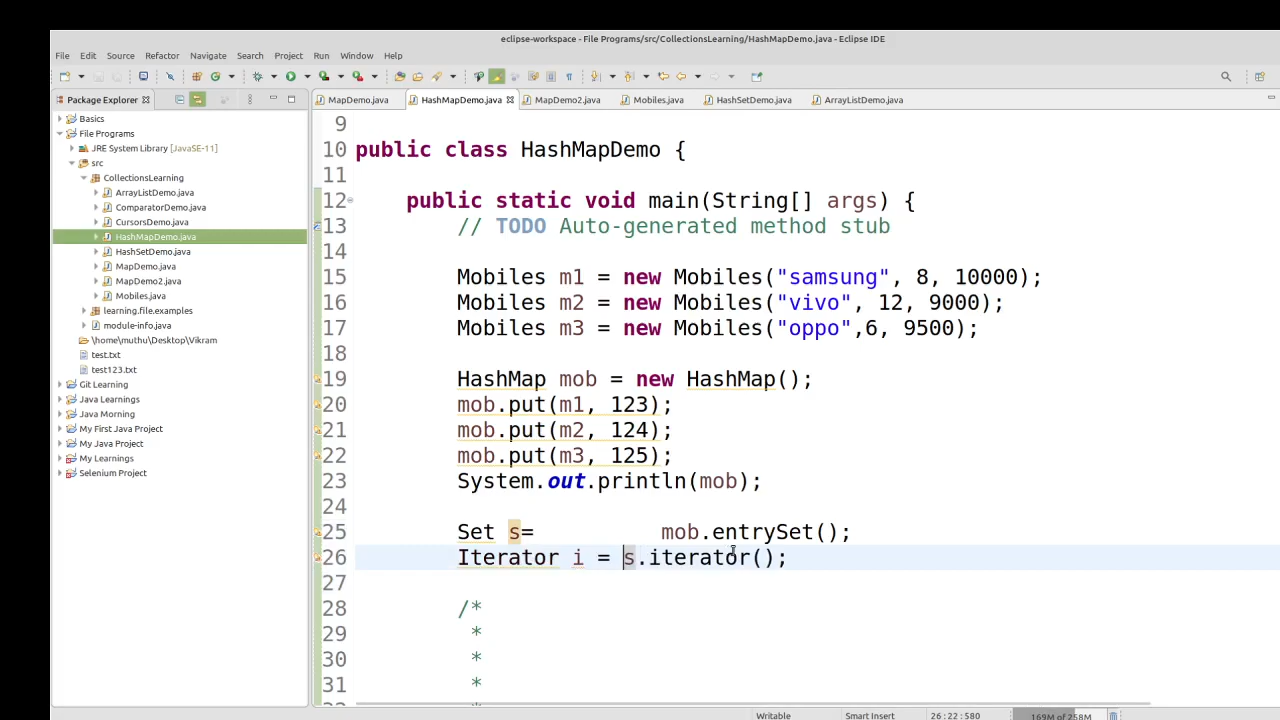 eclipse-workspace - File Programs/src/CollectionsLearning/HashMapDemo.java - Eclipse IDE
File Edit Source Refactor Navigate Search Project Run Window Help
Package Explorer
MapDemo.java HashMapDemo.java MapDemo2.java Mobiles.java HashSetDemo.java ArrayListDemo.java
Basics
File Programs
JRE System Library [JavaSE-11]
src
CollectionsLearning
ArrayListDemo.java
ComparatorDemo.java
CursorsDemo.java
HashMapDemo.java
HashSetDemo.java
MapDemo.java
MapDemo2.java
Mobiles.java
learning.file.examples
module-info.java
\home\muthu\Desktop\Vikram
test.txt
test123.txt
Git Learning
Java Learnings
Java Morning
My First Java Project
My Java Project
My Learnings
Selenium Project
9
10 public class HashMapDemo {
11
12 public static void main(String[] args) {
13 // TODO Auto-generated method stub
14
15 Mobiles m1 = new Mobiles("samsung", 8, 10000);
16 Mobiles m2 = new Mobiles("vivo", 12, 9000);
17 Mobiles m3 = new Mobiles("oppo",6, 9500);
18
19 HashMap mob = new HashMap();
20 mob.put(m1, 123);
21 mob.put(m2, 124);
22 mob.put(m3, 125);
23 System.out.println(mob);
24
25 Set s= mob.entrySet();
26 Iterator i = s.iterator();
27
28 /*
29 *
30 *
31 *
Writable Smart Insert 26:22:580 169M of 258M